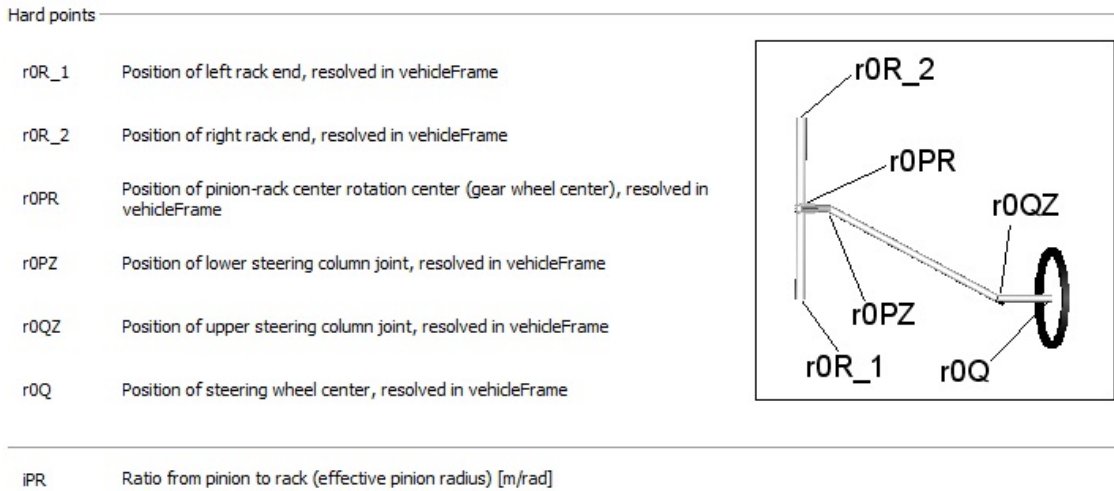 Hard points
r0R_1 Position of left rack end, resolved in vehicleFrame
r0R_2 Position of right rack end, resolved in vehicleFrame
r0PR Position of pinion-rack center rotation center (gear wheel center), resolved in
vehicleFrame
r0PZ Position of lower steering column joint, resolved in vehicleFrame
r0QZ Position of upper steering column joint, resolved in vehicleFrame
r0Q Position of steering wheel center, resolved in vehicleFrame
r0R_2
r0PR
r0QZ
r0PZ
r0R_1
r0Q
iPR Ratio from pinion to rack (effective pinion radius) [m/rad]